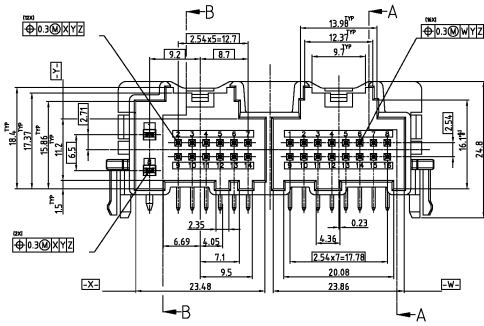 B
A
(12X)
0.3 Ⓜ X Y Z
2.54x5=12.7
9.2
8.7
13.98 TYP
12.37 TYP
9.7 TYP
(16X)
0.3 Ⓜ W Y Z
-Y-
18.4 TYP
17.37 TYP
15.86 TYP
11.2 TYP
2.71
6.5
1.5 TYP
2 3 4 5 6 7
9 10 11 12 13 14
1 2 3 4 5 6 7 8
9 10 11 12 13 14 15 16
2.54
16.1
24.8
(2X)
0.3 Ⓜ X Y Z
2.35
6.69
4.05
7.1
9.5
23.48
0.23
4.36
2.54x7=17.78
20.08
23.86
-X-
-W-
B
A